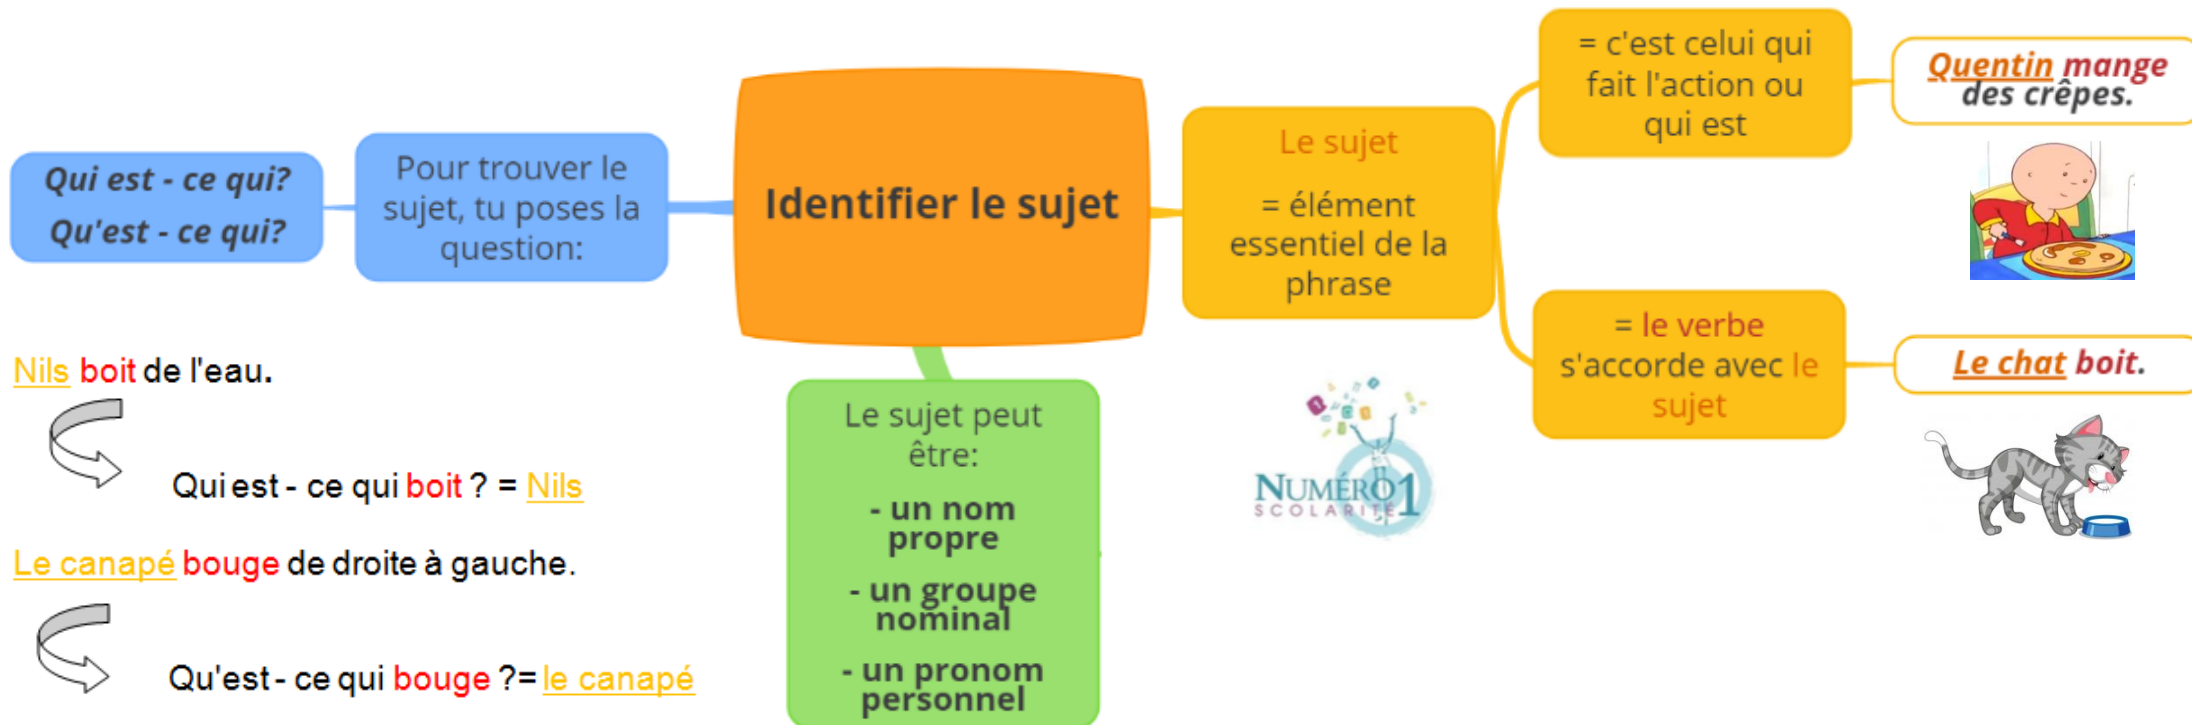 Qui est - ce qui?
Qu'est - ce qui?
Pour trouver le
sujet, tu poses la
question:
Identifier le sujet
Le sujet
= élément
essentiel de la
phrase
= c'est celui qui
fait l'action ou
qui est
Quentin mange
des crêpes.
= le verbe
s'accorde avec le
sujet
Le chat boit.
Nils boit de l'eau.
Qui est - ce qui boit ? = Nils
Le canapé bouge de droite à gauche.
Qu'est - ce qui bouge ?= le canapé
Le sujet peut
être:
- un nom
propre
- un groupe
nominal
- un pronom
personnel
NUMÉRO1
SCOLARITÉ